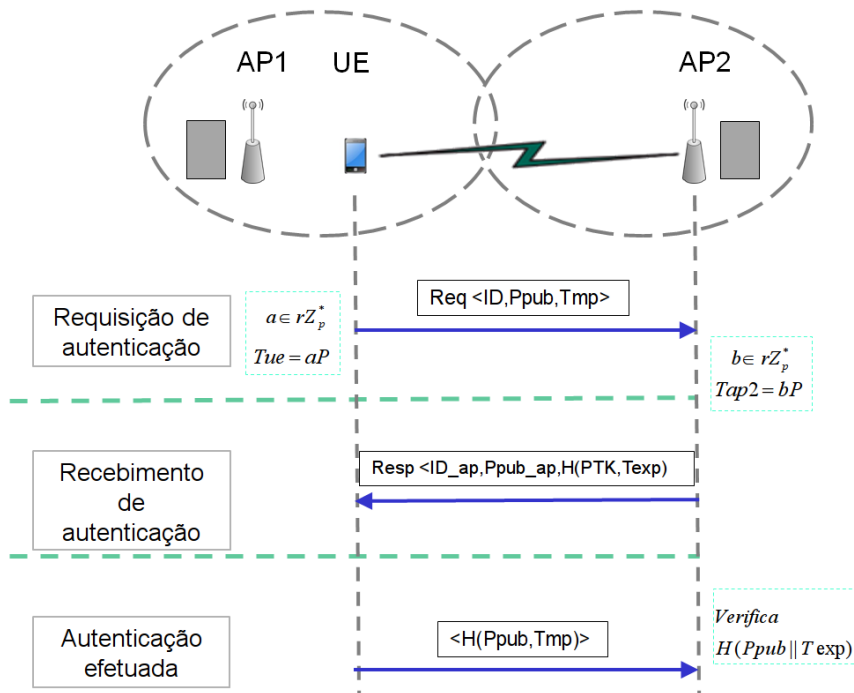 AP1
UE
AP2
Requisição de
autenticação
a ∈ rZ*p
Tue = aP
Req <ID,Ppub,Tmp>
b ∈ rZ*p
Tap2 = bP
Recebimento
de
autenticação
Resp <ID_ap,Ppub_ap,H(PTK,Texp)
Autenticação
efetuada
<H(Ppub,Tmp)>
Verifica
H(Ppub || T exp)